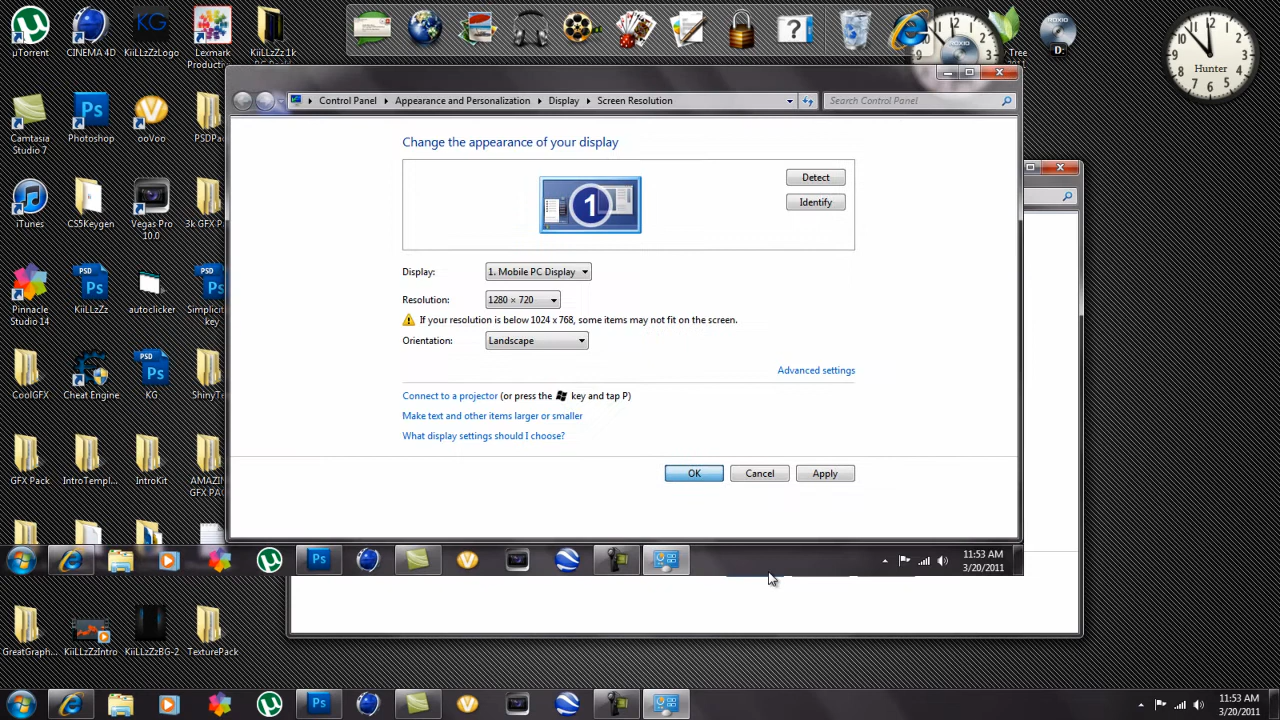 µTorrent
CINEMA 4D
KiiLLzZzLogo
Lexmark
Producti...
KiiLLzZz 1k
Tree
D:
Hunter
Camtasia
Studio 7
Photoshop
ooVoo
PSDPa
iTunes
CS5Keygen
Vegas Pro
10.0
3k GFX P
Pinnacle
Studio 14
KiiLLzZz
autoclicker
Simplicit
key
CoolGFX
Cheat Engine
KG
ShinyT
GFX Pack
IntroTempl...
IntroKit
AMAZIN
GFX PAC
GreatGraph...
KiiLLzZzIntro
KiiLLzZzBG-2
TexturePack
Control Panel
Appearance and Personalization
Display
Screen Resolution
Search Control Panel
Change the appearance of your display
1
Detect
Identify
Display:
1. Mobile PC Display
Resolution:
1280 × 720
If your resolution is below 1024 x 768, some items may not fit on the screen.
Orientation:
Landscape
Advanced settings
Connect to a projector (or press the key and tap P)
Make text and other items larger or smaller
What display settings should I choose?
OK
Cancel
Apply
11:53 AM
3/20/2011
11:53 AM
3/20/2011